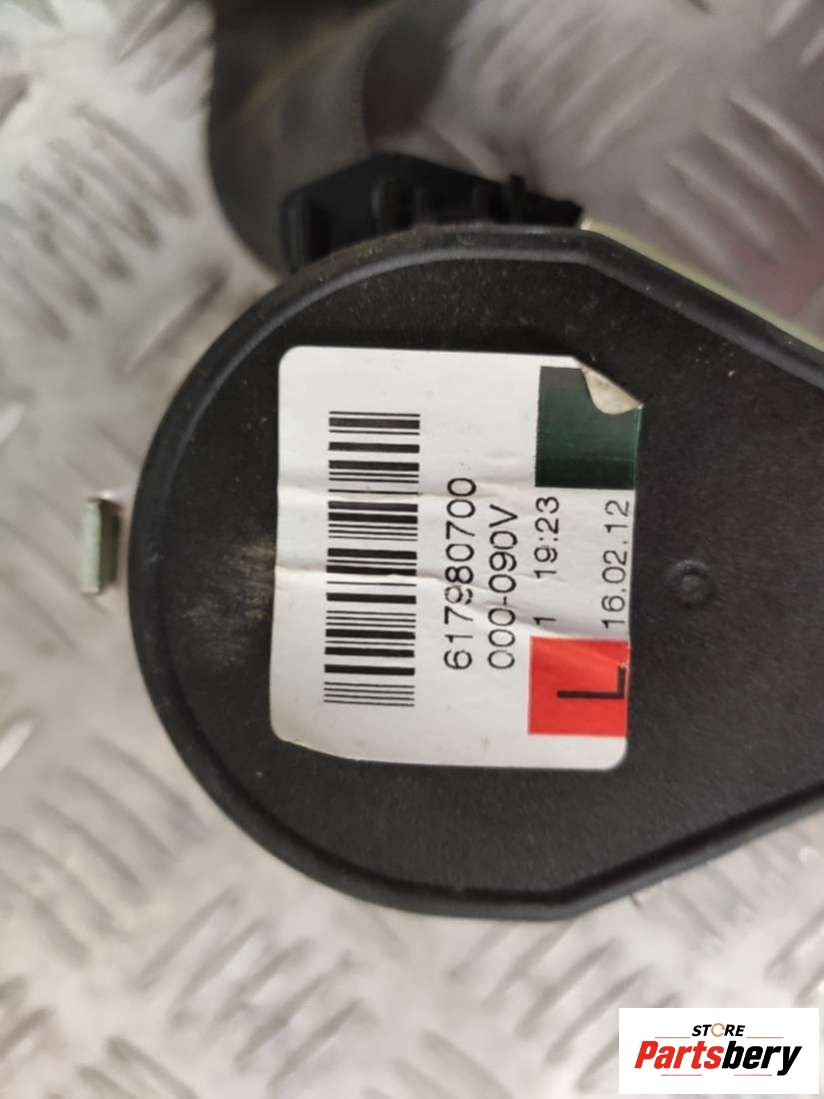 617980700
000-090V
1 19:23
L 16.02.12
STORE
Partsbery